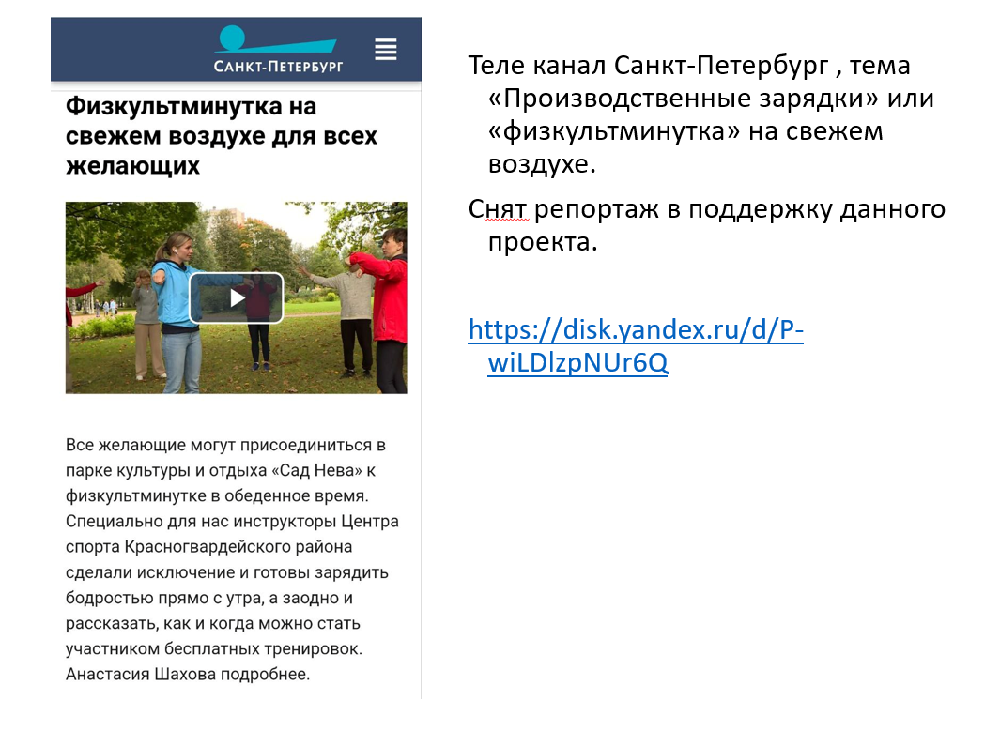 САНКТ-ПЕТЕРБУРГ
Физкультминутка на
свежем воздухе для всех
желающих
Все желающие могут присоединиться в
парке культуры и отдыха «Сад Нева» к
физкультминутке в обеденное время.
Специально для нас инструкторы Центра
спорта Красногвардейского района
сделали исключение и готовы зарядить
бодростью прямо с утра, а заодно и
рассказать, как и когда можно стать
участником бесплатных тренировок.
Анастасия Шахова подробнее.
Теле канал Санкт-Петербург , тема
«Производственные зарядки» или
«физкультминутка» на свежем
воздухе.
Снят репортаж в поддержку данного
проекта.
https://disk.yandex.ru/d/P-
wiLDlzpNUr6Q